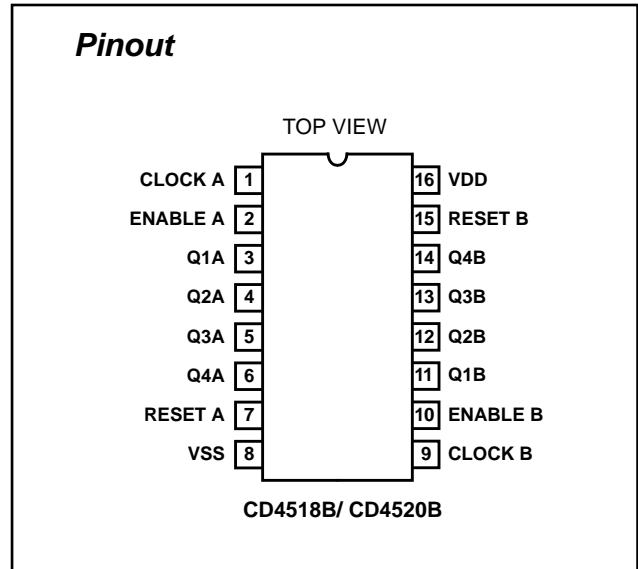 Pinout
TOP VIEW
CLOCK A 1 16 VDD
ENABLE A 2 15 RESET B
Q1A 3 14 Q4B
Q2A 4 13 Q3B
Q3A 5 12 Q2B
Q4A 6 11 Q1B
RESET A 7 10 ENABLE B
VSS 8 9 CLOCK B
CD4518B/ CD4520B